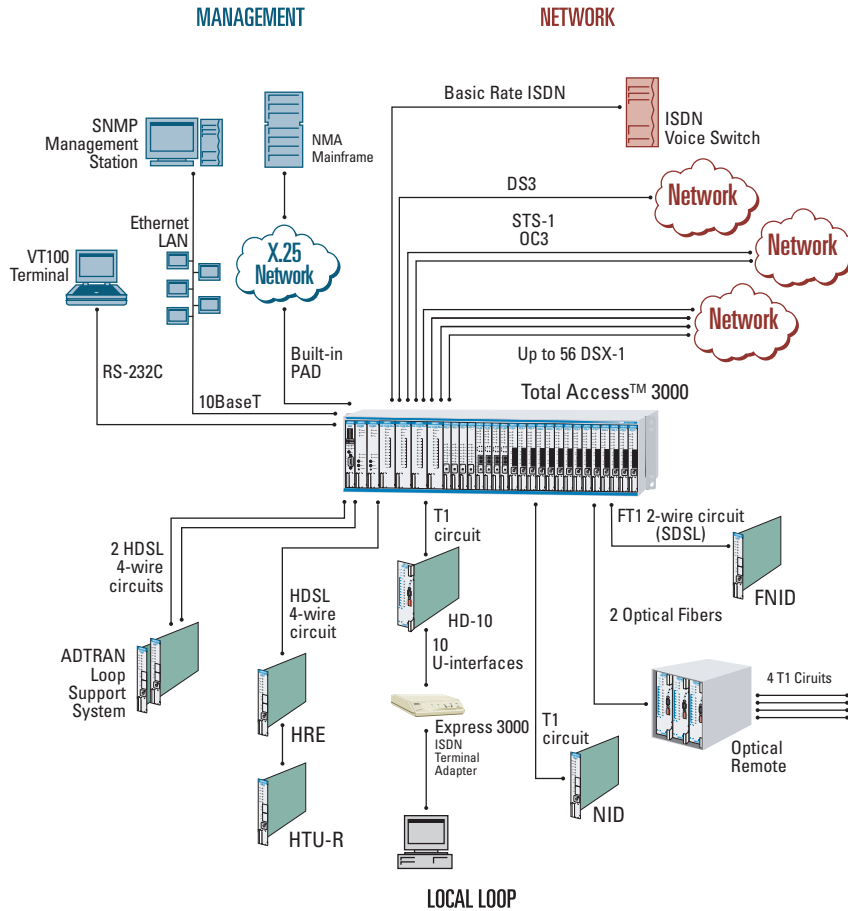 MANAGEMENT
NETWORK
Basic Rate ISDN
ISDN
Voice Switch
SNMP
Management
Station
NMA
Mainframe
DS3
Network
STS-1
OC3
Network
Ethernet
LAN
VT100
Terminal
X.25
Network
Network
Up to 56 DSX-1
RS-232C
Built-in
PAD
10BaseT
Total Access™ 3000
2 HDSL
4-wire
circuits
T1
circuit
FT1 2-wire circuit
(SDSL)
HDSL
4-wire
circuit
HD-10
FNID
2 Optical Fibers
10
U-interfaces
ADTRAN
Loop
Support
System
4 T1 Ciruits
HRE
Express 3000
ISDN
Terminal
Adapter
T1
circuit
Optical
Remote
HTU-R
NID
LOCAL LOOP